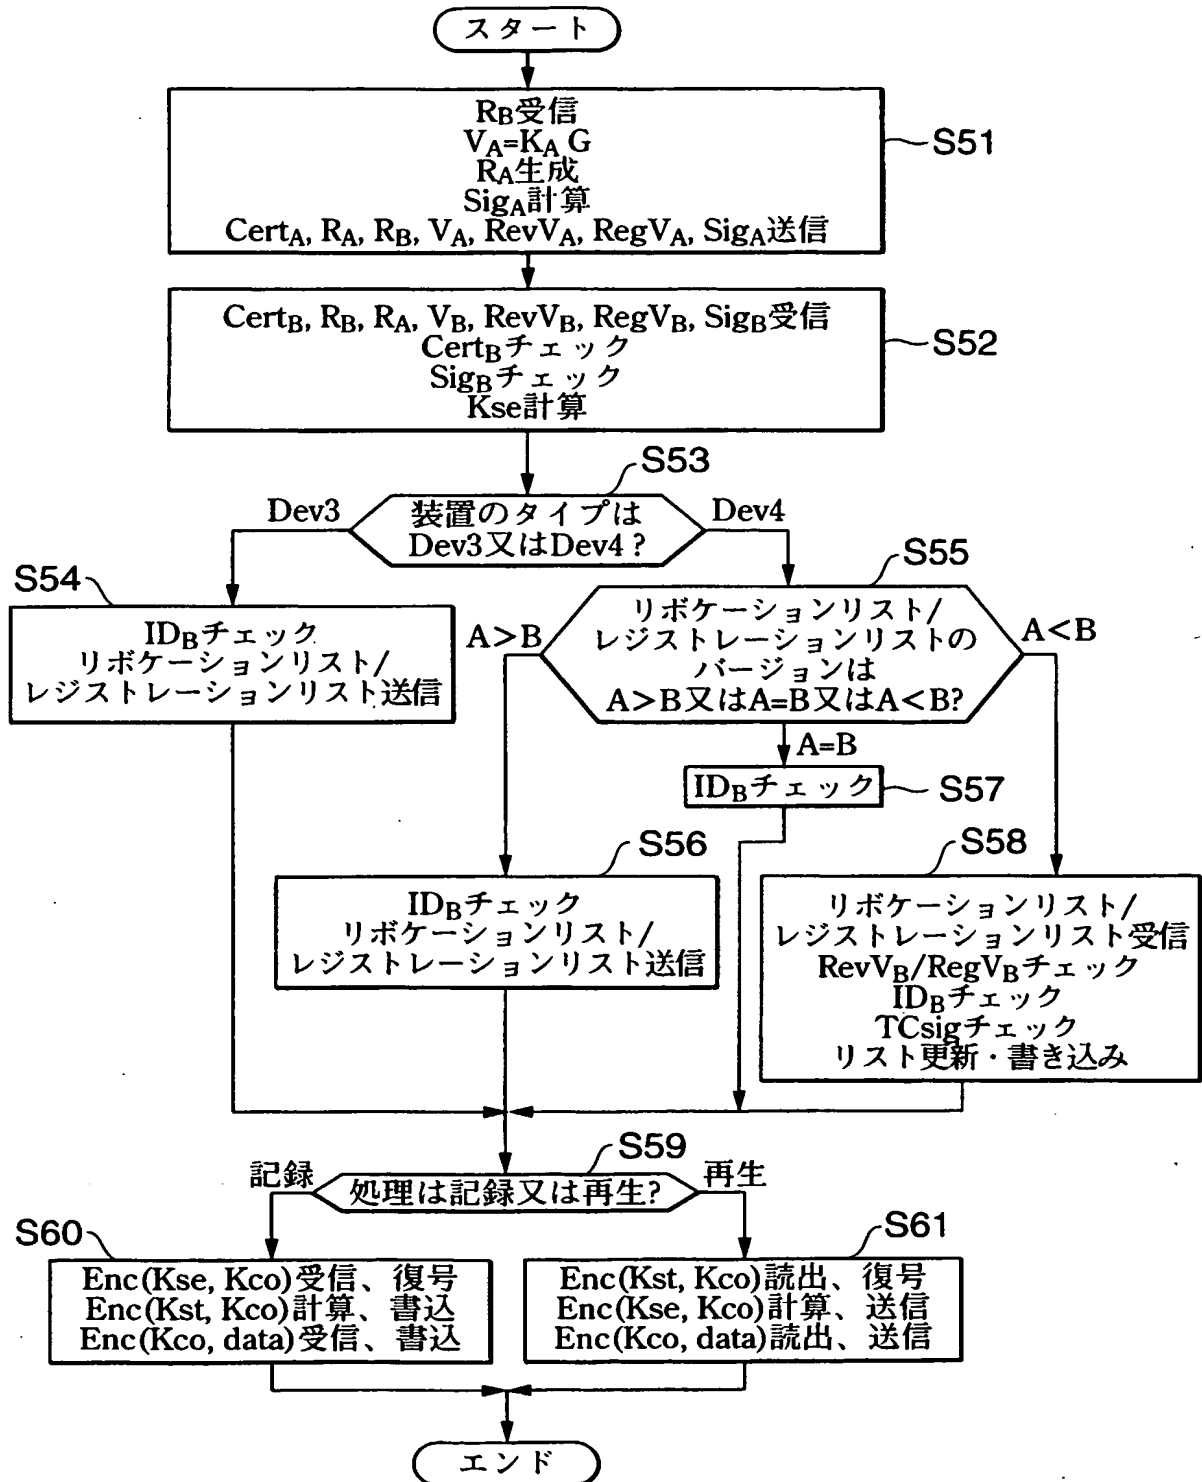 スタート
RB受信
VA=KA G
RA生成
SigA計算
CertA, RA, RB, VA, RevVA, RegVA, SigA送信
S51
CertB, RB, RA, VB, RevVB, RegVB, SigB受信
CertBチェック
SigBチェック
Kse計算
S52
S53
Dev3
装置のタイプは
Dev3又はDev4?
Dev4
S54
IDBチェック
リボケーションリスト/
レジストレーションリスト送信
S55
A>B
リボケーションリスト/
レジストレーションリストの
バージョンは
A>B又はA=B又はA<B?
A<B
A=B
IDBチェック
S57
S56
IDBチェック
リボケーションリスト/
レジストレーションリスト送信
S58
リボケーションリスト/
レジストレーションリスト受信
RevVB/RegVBチェック
IDBチェック
TCsigチェック
リスト更新・書き込み
S59
記録
処理は記録又は再生?
再生
S60
Enc(Kse, Kco)受信、復号
Enc(Kst, Kco)計算、書込
Enc(Kco, data)受信、書込
S61
Enc(Kst, Kco)読出、復号
Enc(Kse, Kco)計算、送信
Enc(Kco, data)読出、送信
エンド